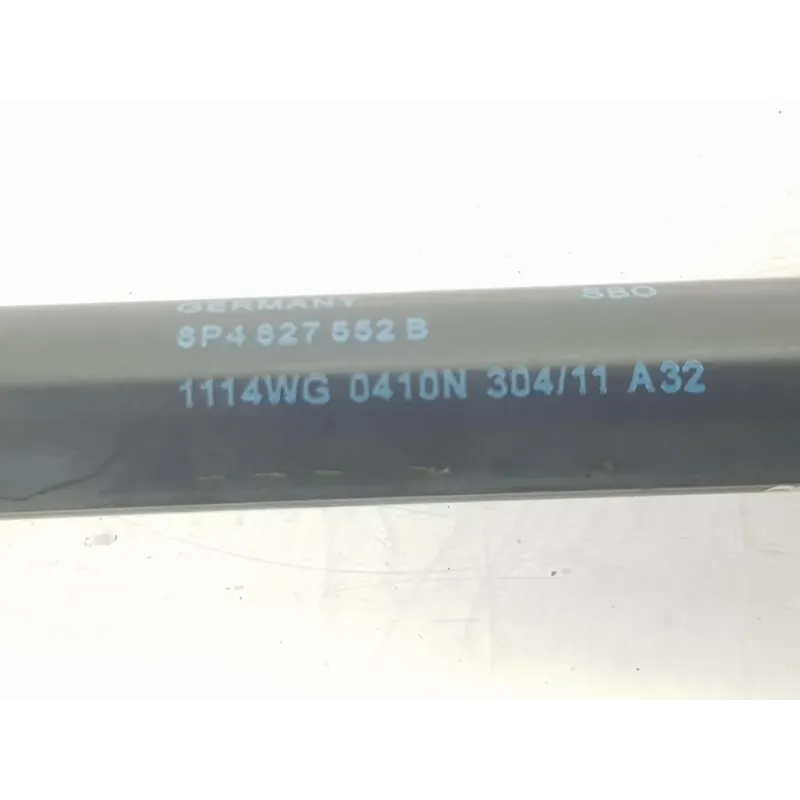 GERMANY SBO
8P4 827 552 B
1114WG 0410N 304/11 A32